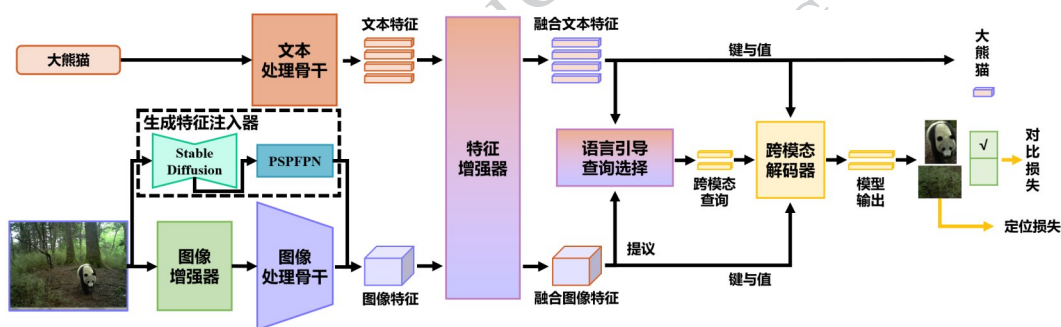 大熊猫
文本
处理骨干
文本特征
特征
增强器
融合文本特征
键与值
大
熊
猫
生成特征注入器
Stable
Diffusion
PSPFPN
语言引导
查询选择
跨模态
查询
跨模态
解码器
模型
输出
√
对
比
损
失
定位损失
图像
增强器
图像
处理骨干
图像特征
融合图像特征
提议
键与值